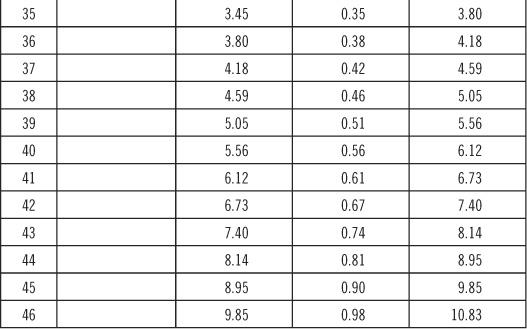 35 3.45 0.35 3.80
36 3.80 0.38 4.18
37 4.18 0.42 4.59
38 4.59 0.46 5.05
39 5.05 0.51 5.56
40 5.56 0.56 6.12
41 6.12 0.61 6.73
42 6.73 0.67 7.40
43 7.40 0.74 8.14
44 8.14 0.81 8.95
45 8.95 0.90 9.85
46 9.85 0.98 10.83